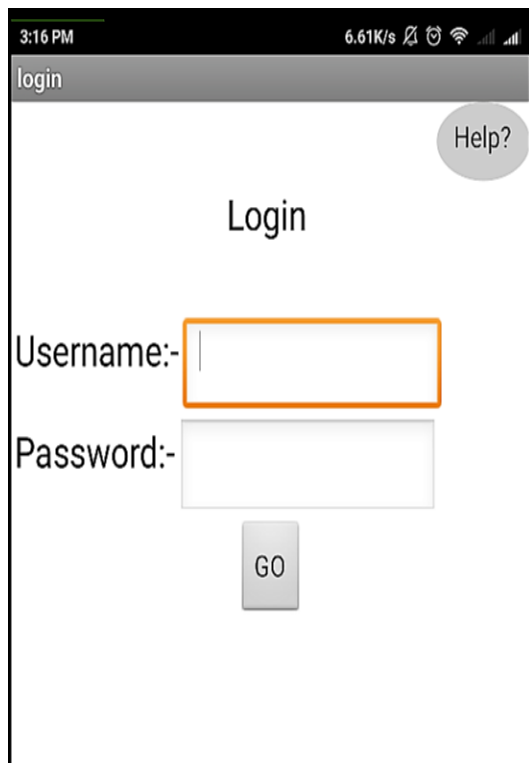 3:16 PM 6.61K/s
login
Help?
Login
Username:-
Password:-
GO